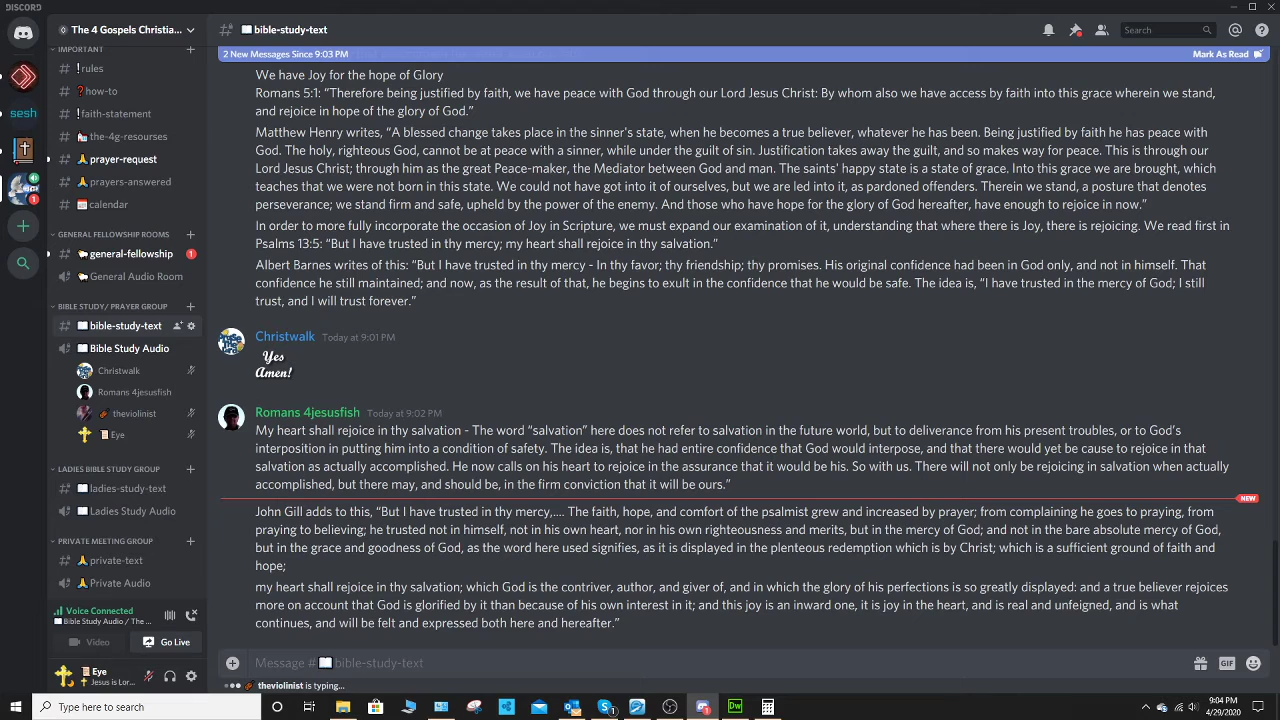 DISCORD
The 4 Gospels Christia...
bible-study-text
Search
2 New Messages Since 9:03 PM
Mark As Read
IMPORTANT
!rules
?how-to
!faith-statement
the-4g-resourses
prayer-request
prayers-answered
calendar
GENERAL FELLOWSHIP ROOMS
general-fellowship
1
General Audio Room
BIBLE STUDY/ PRAYER GROUP
bible-study-text
Bible Study Audio
Christwalk
Romans 4jesusfish
theviolinist
Eye
LADIES BIBLE STUDY GROUP
ladies-study-text
Ladies Study Audio
PRIVATE MEETING GROUP
private-text
Private Audio
Voice Connected
Bible Study Audio / The ...
Video
Go Live
Eye
Jesus is Lor...
sesh
1
We have Joy for the hope of Glory
Romans 5:1: “Therefore being justified by faith, we have peace with God through our Lord Jesus Christ: By whom also we have access by faith into this grace wherein we stand,
and rejoice in hope of the glory of God.”
Matthew Henry writes, “A blessed change takes place in the sinner's state, when he becomes a true believer, whatever he has been. Being justified by faith he has peace with
God. The holy, righteous God, cannot be at peace with a sinner, while under the guilt of sin. Justification takes away the guilt, and so makes way for peace. This is through our
Lord Jesus Christ; through him as the great Peace-maker, the Mediator between God and man. The saints' happy state is a state of grace. Into this grace we are brought, which
teaches that we were not born in this state. We could not have got into it of ourselves, but we are led into it, as pardoned offenders. Therein we stand, a posture that denotes
perseverance; we stand firm and safe, upheld by the power of the enemy. And those who have hope for the glory of God hereafter, have enough to rejoice in now.”
In order to more fully incorporate the occasion of Joy in Scripture, we must expand our examination of it, understanding that where there is Joy, there is rejoicing. We read first in
Psalms 13:5: “But I have trusted in thy mercy; my heart shall rejoice in thy salvation.”
Albert Barnes writes of this: “But I have trusted in thy mercy - In thy favor; thy friendship; thy promises. His original confidence had been in God only, and not in himself. That
confidence he still maintained; and now, as the result of that, he begins to exult in the confidence that he would be safe. The idea is, “I have trusted in the mercy of God; I still
trust, and I will trust forever.”
Christwalk Today at 9:01 PM
Yes
Amen!
Romans 4jesusfish Today at 9:02 PM
My heart shall rejoice in thy salvation - The word “salvation” here does not refer to salvation in the future world, but to deliverance from his present troubles, or to God’s
interposition in putting him into a condition of safety. The idea is, that he had entire confidence that God would interpose, and that there would yet be cause to rejoice in that
salvation as actually accomplished. He now calls on his heart to rejoice in the assurance that it would be his. So with us. There will not only be rejoicing in salvation when actually
accomplished, but there may, and should be, in the firm conviction that it will be ours.”
NEW
John Gill adds to this, “But I have trusted in thy mercy,.... The faith, hope, and comfort of the psalmist grew and increased by prayer; from complaining he goes to praying, from
praying to believing; he trusted not in himself, not in his own heart, nor in his own righteousness and merits, but in the mercy of God; and not in the bare absolute mercy of God,
but in the grace and goodness of God, as the word here used signifies, as it is displayed in the plenteous redemption which is by Christ; which is a sufficient ground of faith and
hope;
my heart shall rejoice in thy salvation; which God is the contriver, author, and giver of, and in which the glory of his perfections is so greatly displayed: and a true believer rejoices
more on account that God is glorified by it than because of his own interest in it; and this joy is an inward one, it is joy in the heart, and is real and unfeigned, and is what
continues, and will be felt and expressed both here and hereafter.”
Message # bible-study-text
GIF
theviolinist is typing...
Type here to search
Dw
9:04 PM
4/29/2020